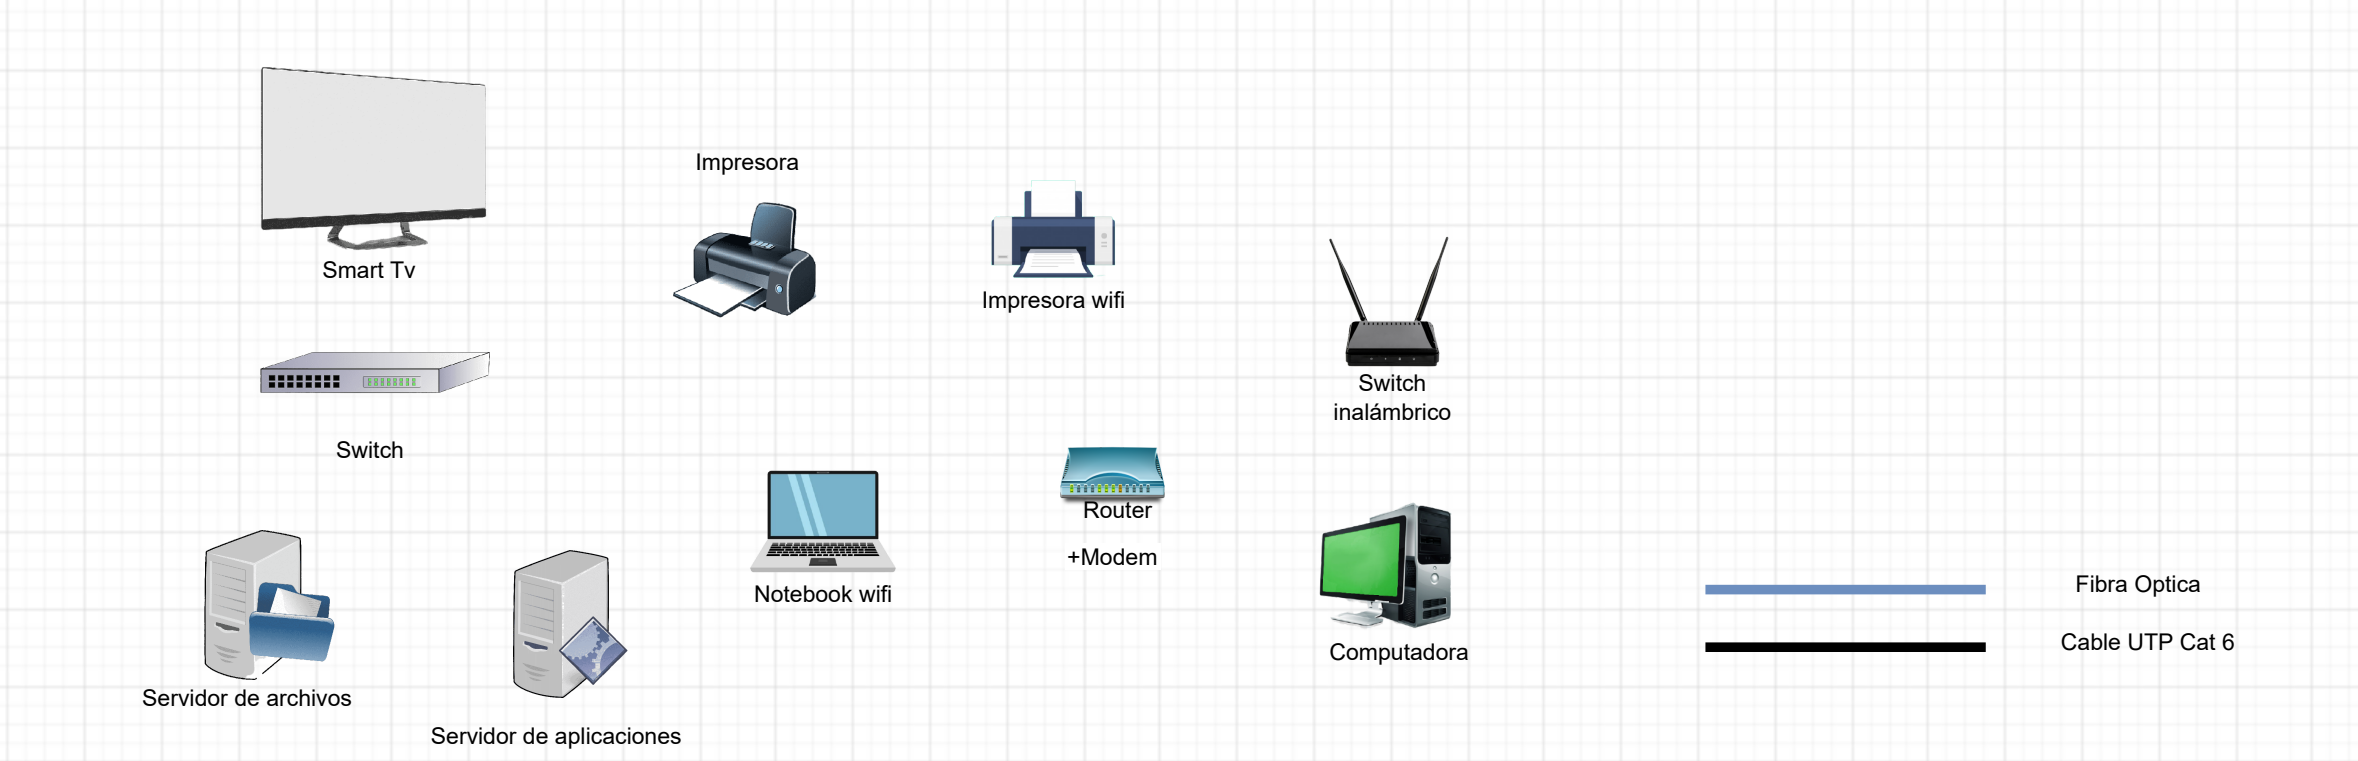 Impresora
Smart Tv
Impresora wifi
Switch
inalámbrico
Switch
Router
+Modem
Notebook wifi
Fibra Optica
Cable UTP Cat 6
Computadora
Servidor de archivos
Servidor de aplicaciones